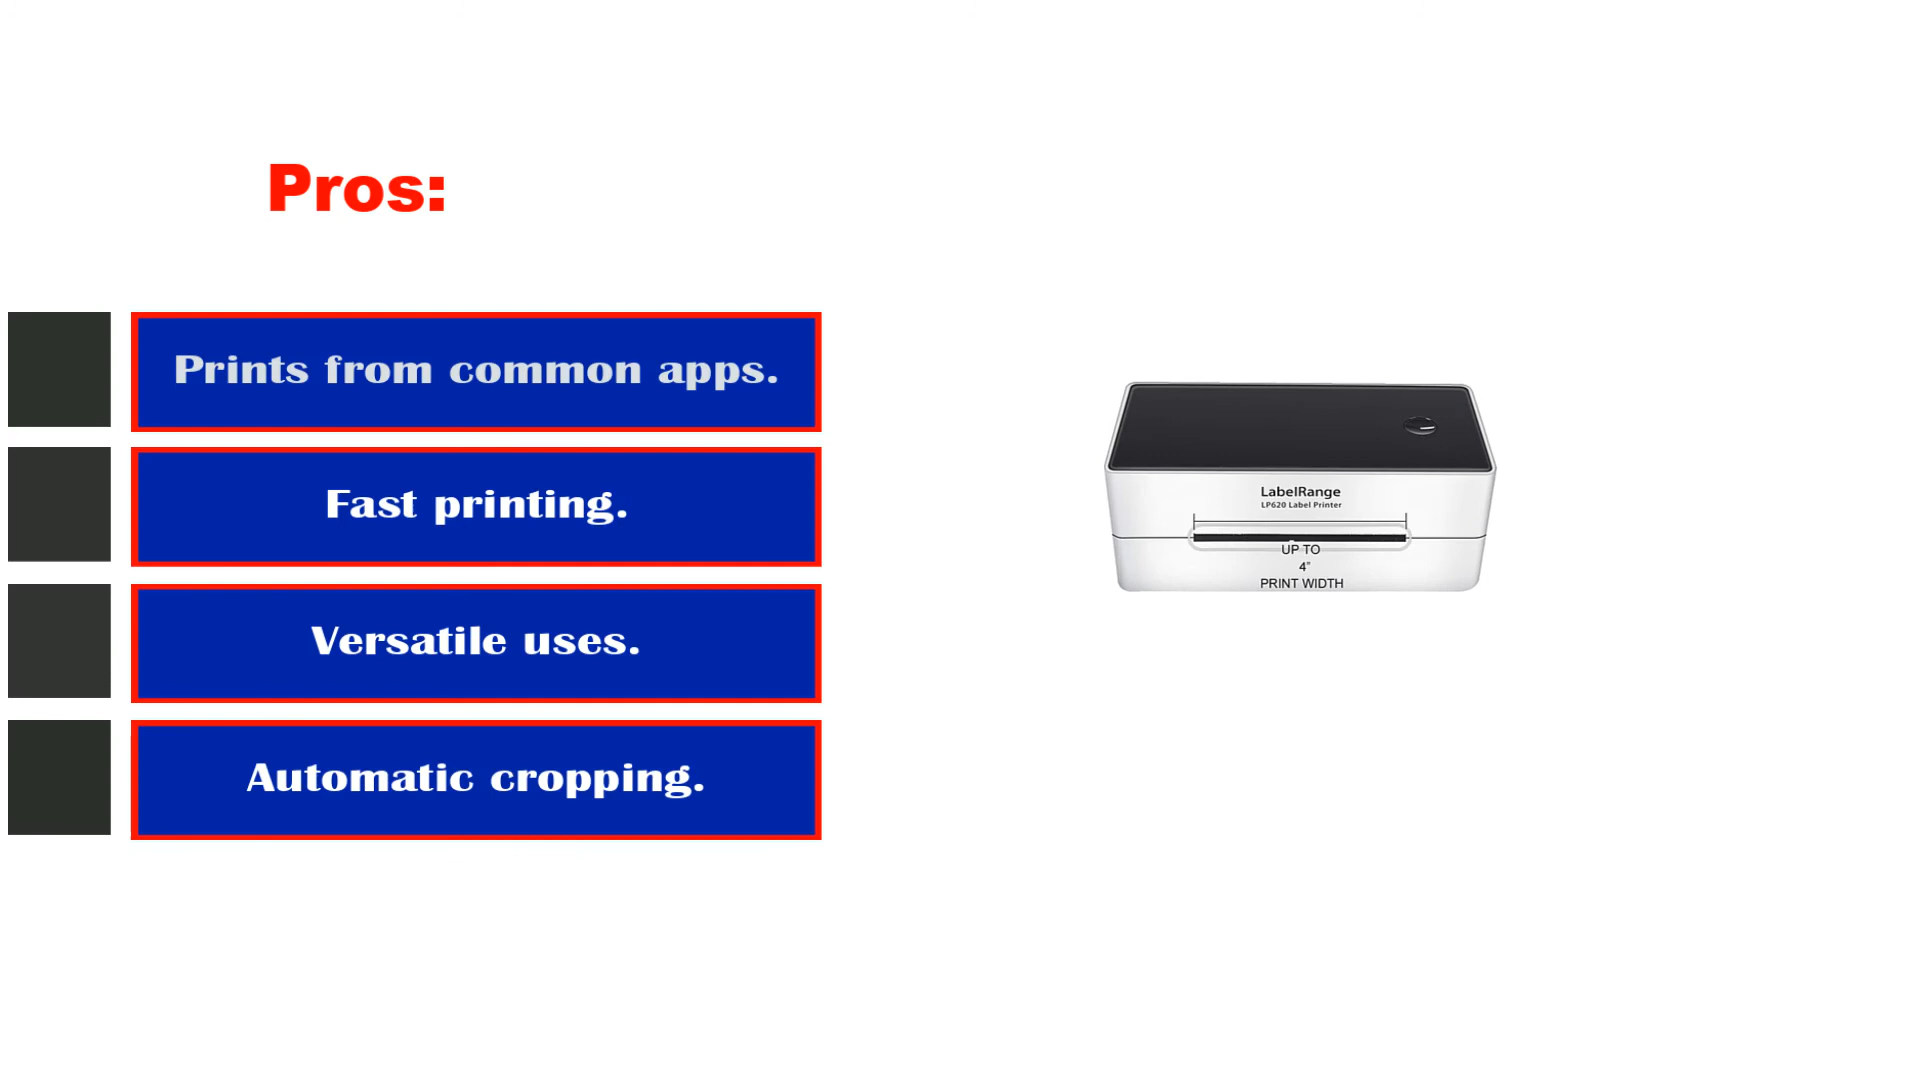 Pros:
Prints from common apps.
Fast printing.
Versatile uses.
Automatic cropping.
LabelRange
LP620 Label Printer
UP TO
4”
PRINT WIDTH